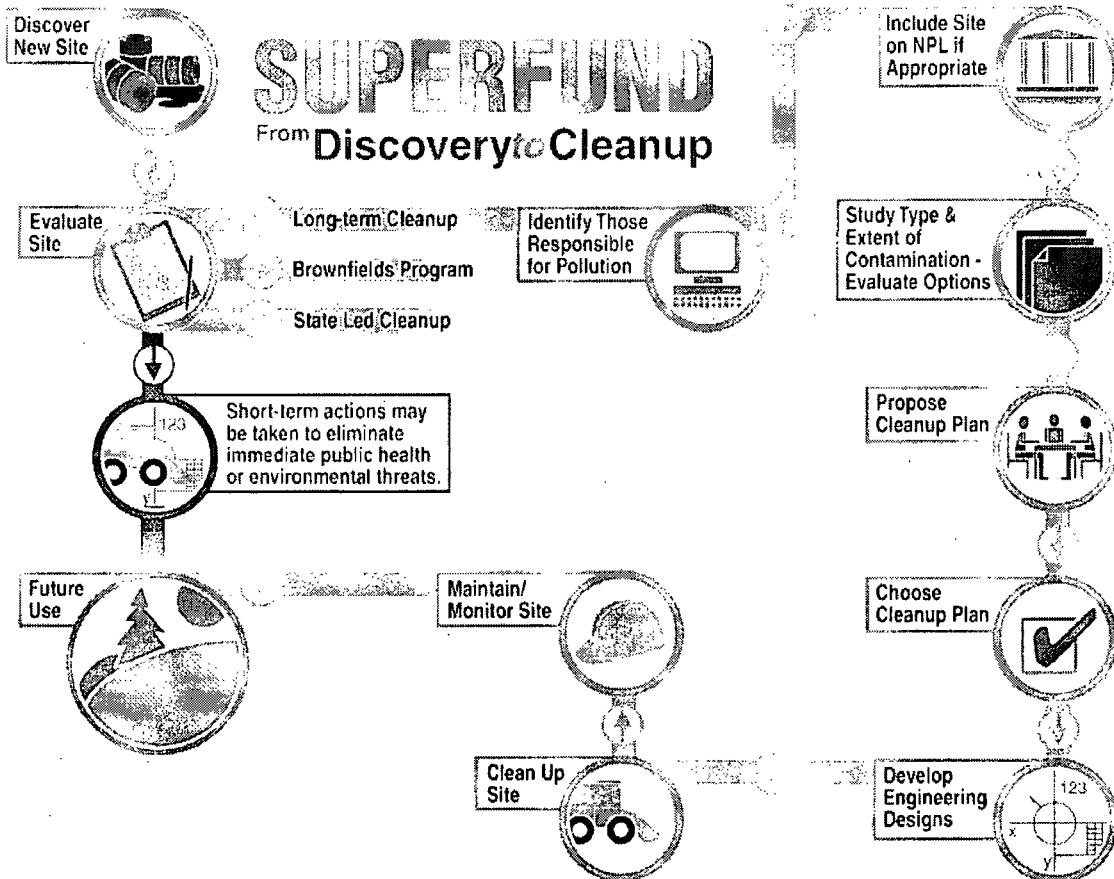 Discover
New Site
SUPERFUND
From Discovery to Cleanup
Include Site
on NPL if
Appropriate
Evaluate
Site
Long-term Cleanup
Brownfields Program
State Led Cleanup
Identify Those
Responsible
for Pollution
Study Type &
Extent of
Contamination -
Evaluate Options
123
y
Short-term actions may
be taken to eliminate
immediate public health
or environmental threats.
Propose
Cleanup Plan
Future
Use
Maintain/
Monitor Site
Choose
Cleanup Plan
Clean Up
Site
Develop
Engineering
Designs
123
x
y